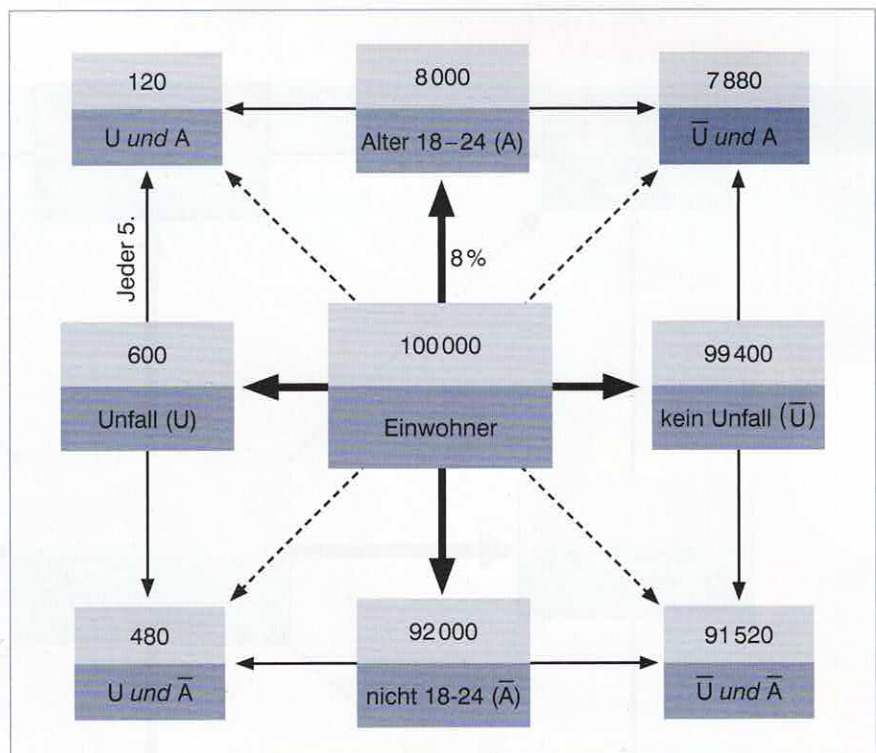 120
U und A
8 000
Alter 18–24 (A)
7 880
U̅ und A
Jeder 5.
8 %
600
Unfall (U)
100 000
Einwohner
99 400
kein Unfall (U̅)
480
U und A̅
92 000
nicht 18-24 (A̅)
91 520
U̅ und A̅